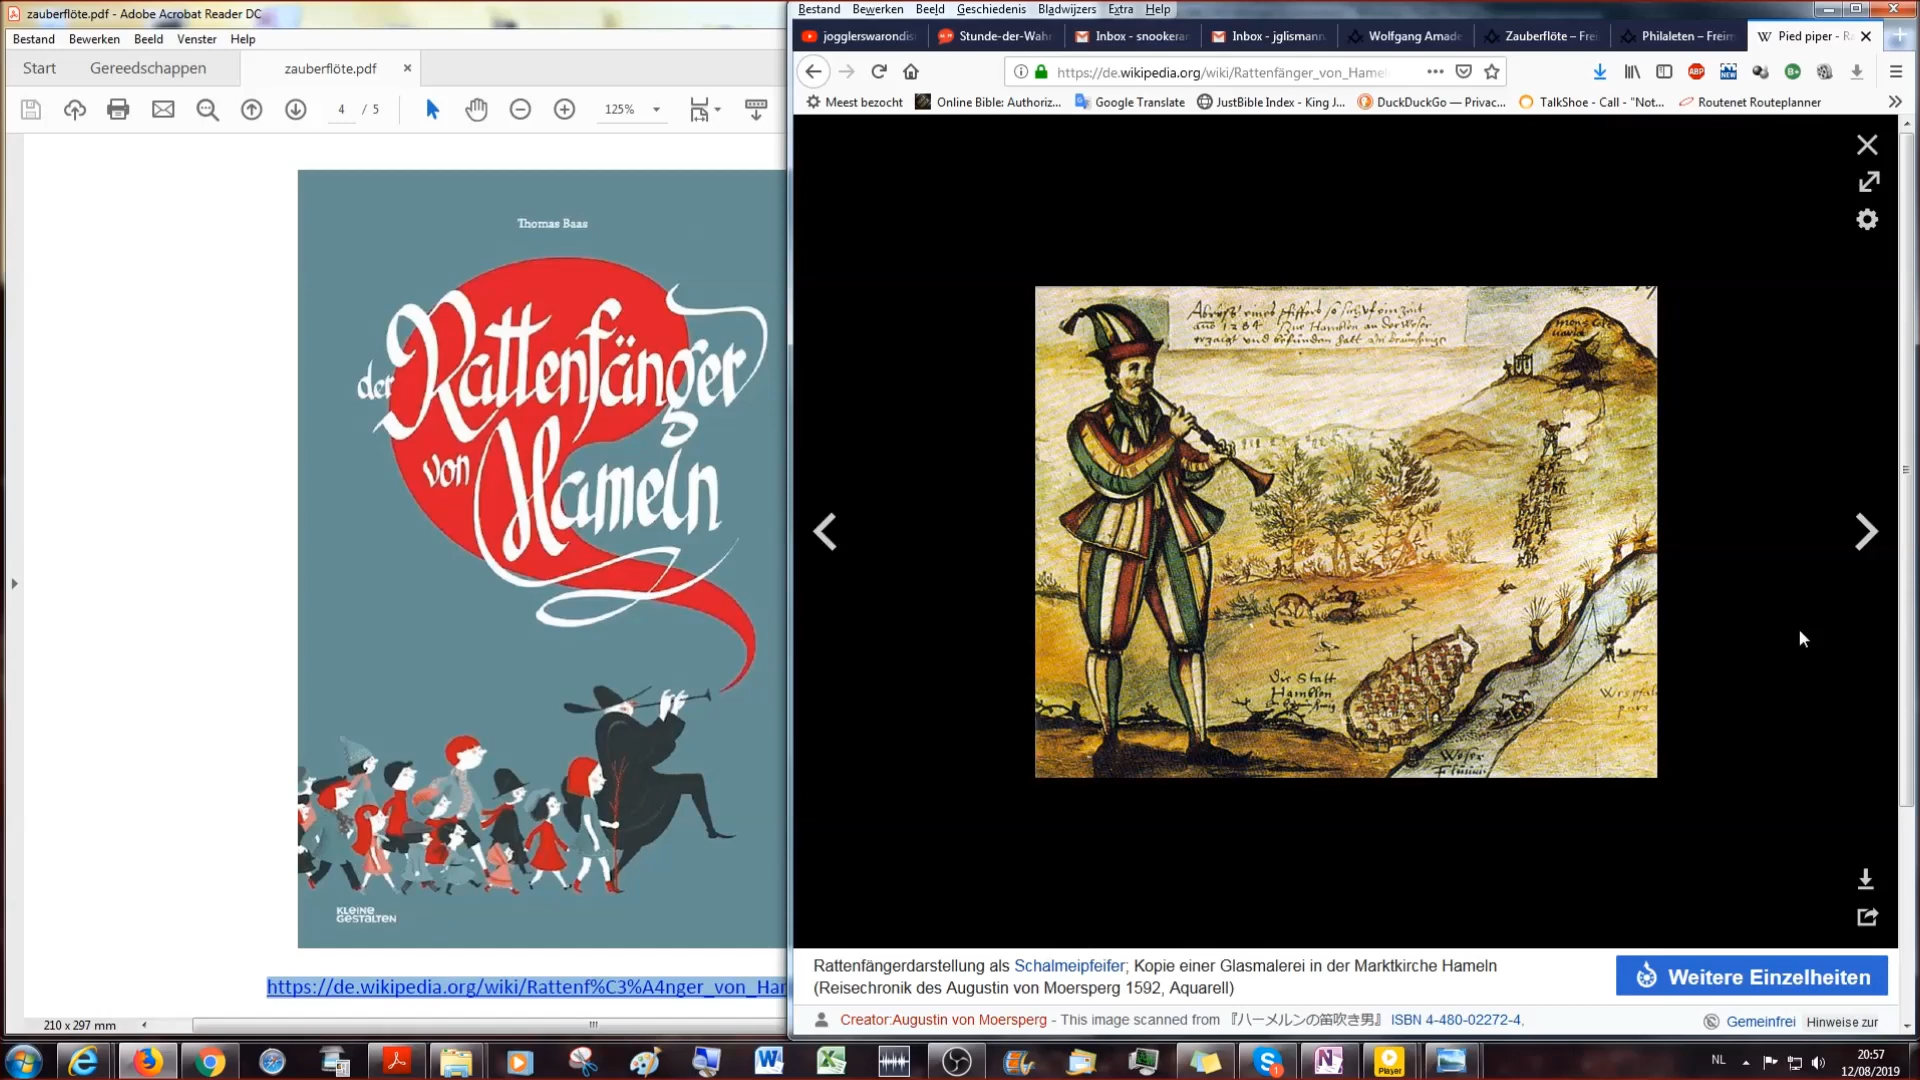 zauberflöte.pdf - Adobe Acrobat Reader DC
Bestand Bewerken Beeld Venster Help
Start Gereedschappen zauberflöte.pdf
4 / 5 125%
Thomas Baas
der Rattenfänger
von Hameln
KLEINE
GESTALTEN
https://de.wikipedia.org/wiki/Rattenf%C3%A4nger_von_Har
210 x 297 mm
Bestand Bewerken Beeld Geschiedenis Bladwijzers Extra Help
jogglerswarondis Stunde-der-Wahr Inbox - snookerar Inbox - jglismann. Wolfgang Amade Zauberflöte – Frei Philaleten – Freim Pied piper - Ra
https://de.wikipedia.org/wiki/Rattenfänger_von_Hamel
Meest bezocht Online Bible: Authoriz... Google Translate JustBible Index - King J... DuckDuckGo — Privac... TalkShoe - Call - "Not... Routenet Routeplanner
Die Statt
Hamblen
Weser
Rattenfängerdarstellung als Schalmeipfeifer; Kopie einer Glasmalerei in der Marktkirche Hameln
(Reisechronik des Augustin von Moersperg 1592, Aquarell)
Weitere Einzelheiten
Creator:Augustin von Moersperg - This image scanned from 『ハーメルンの笛吹き男』 ISBN 4-480-02272-4.
Gemeinfrei Hinweise zur
NL
20:57
12/08/2019